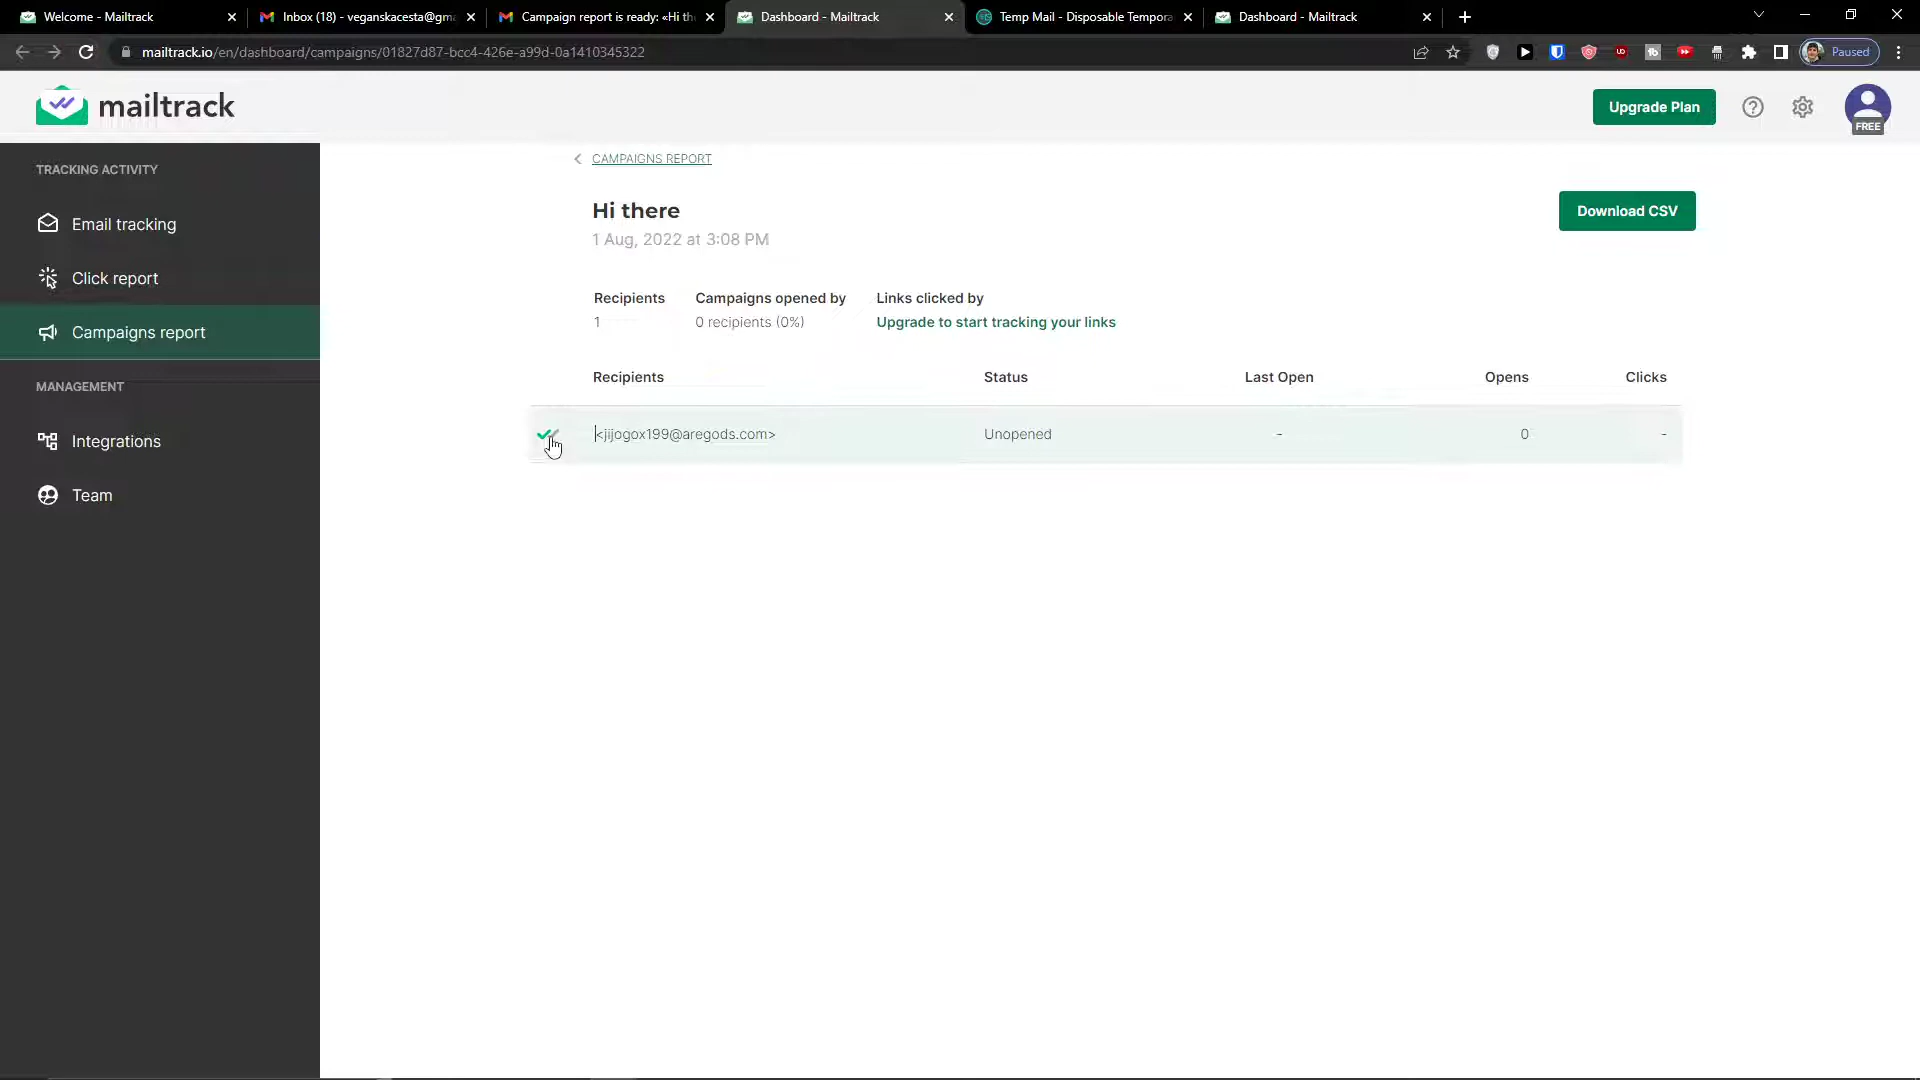 Welcome - Mailtrack
Inbox (18) - veganskacesta@gma
Campaign report is ready: «Hi th
Dashboard - Mailtrack
Temp Mail - Disposable Tempora
Dashboard - Mailtrack
mailtrack.io/en/dashboard/campaigns/01827d87-bcc4-426e-a99d-0a1410345322
Paused
mailtrack
Upgrade Plan
FREE
TRACKING ACTIVITY
Email tracking
Click report
Campaigns report
MANAGEMENT
Integrations
Team
CAMPAIGNS REPORT
Hi there
1 Aug, 2022 at 3:08 PM
Download CSV
Recipients Campaigns opened by Links clicked by
1 0 recipients (0%) Upgrade to start tracking your links
Recipients Status Last Open Opens Clicks
<jijogox199@aregods.com> Unopened - 0 -